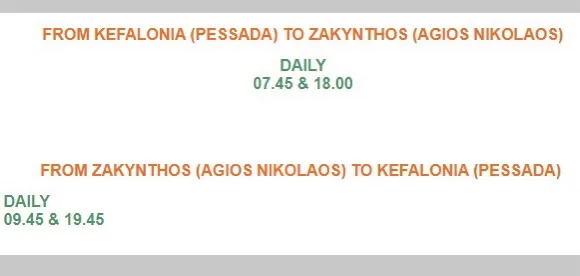 FROM KEFALONIA (PESSADA) TO ZAKYNTHOS (AGIOS NIKOLAOS)
DAILY
07.45 & 18.00
FROM ZAKYNTHOS (AGIOS NIKOLAOS) TO KEFALONIA (PESSADA)
DAILY
09.45 & 19.45